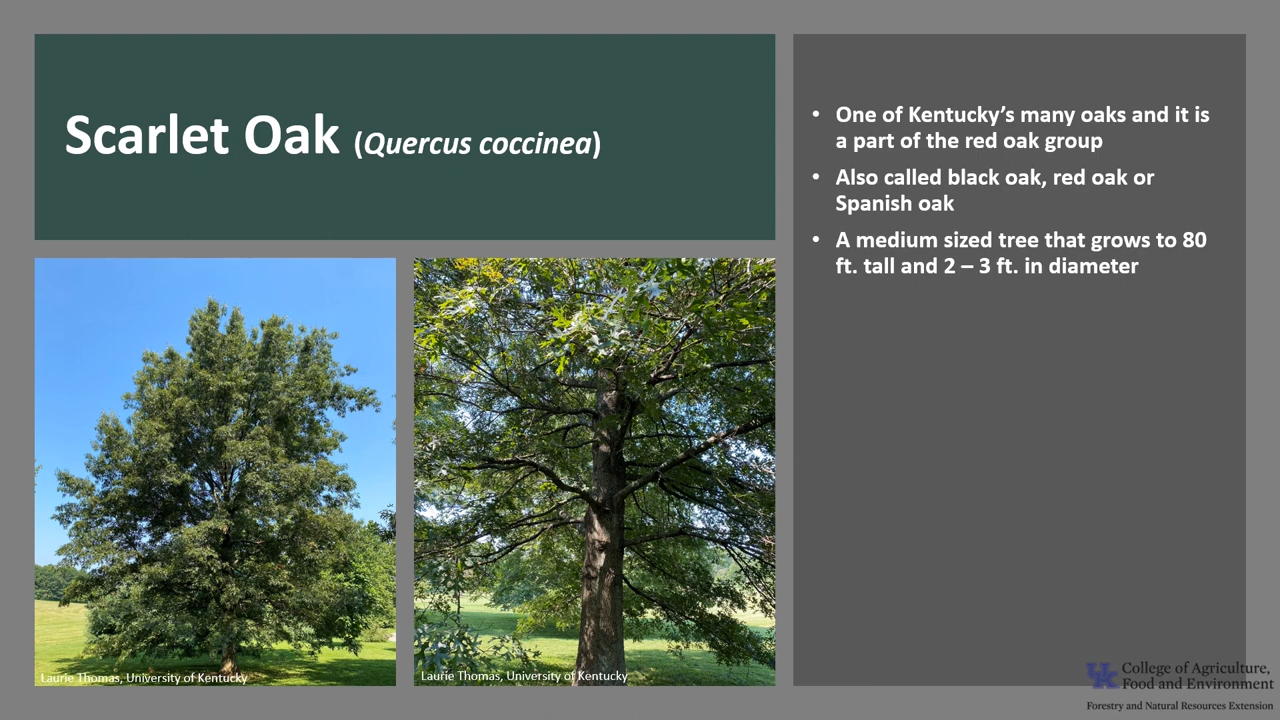 Scarlet Oak (Quercus coccinea)
• One of Kentucky’s many oaks and it is
a part of the red oak group
• Also called black oak, red oak or
Spanish oak
• A medium sized tree that grows to 80
ft. tall and 2 – 3 ft. in diameter
Laurie Thomas, University of Kentucky
Laurie Thomas, University of Kentucky
UK College of Agriculture,
Food and Environment
Forestry and Natural Resources Extension